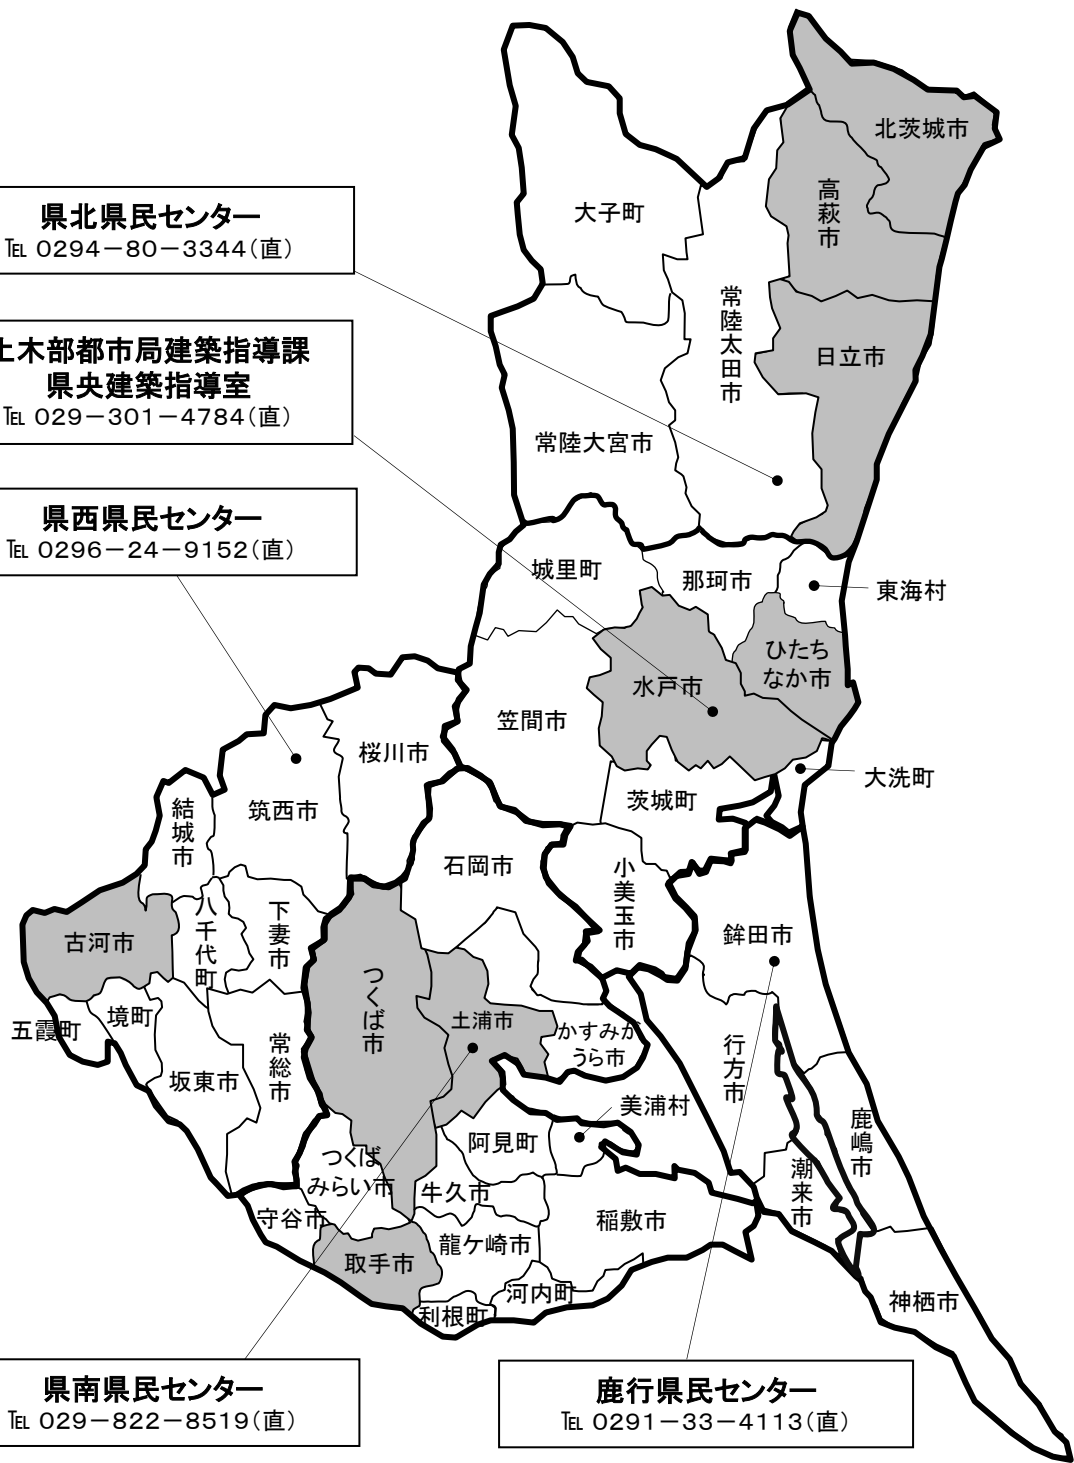 北茨城市
高萩市
大子町
県北県民センター
℡ 0294－80－3344（直）
常陸太田市
日立市
土木部都市局建築指導課
県央建築指導室
℡ 029－301－4784（直）
常陸大宮市
県西県民センター
℡ 0296－24－9152（直）
城里町
那珂市
東海村
ひたち
なか市
水戸市
笠間市
桜川市
大洗町
茨城町
筑西市
結城市
石岡市
小美玉市
八千代町
下妻市
古河市
鉾田市
つくば市
境町
五霞町
土浦市
かすみが
うら市
常総市
坂東市
行方市
美浦村
阿見町
鹿嶋市
つくば
みらい市
潮来市
牛久市
守谷市
稲敷市
龍ケ崎市
取手市
河内町
利根町
神栖市
県南県民センター
℡ 029－822－8519（直）
鹿行県民センター
℡ 0291－33－4113（直）